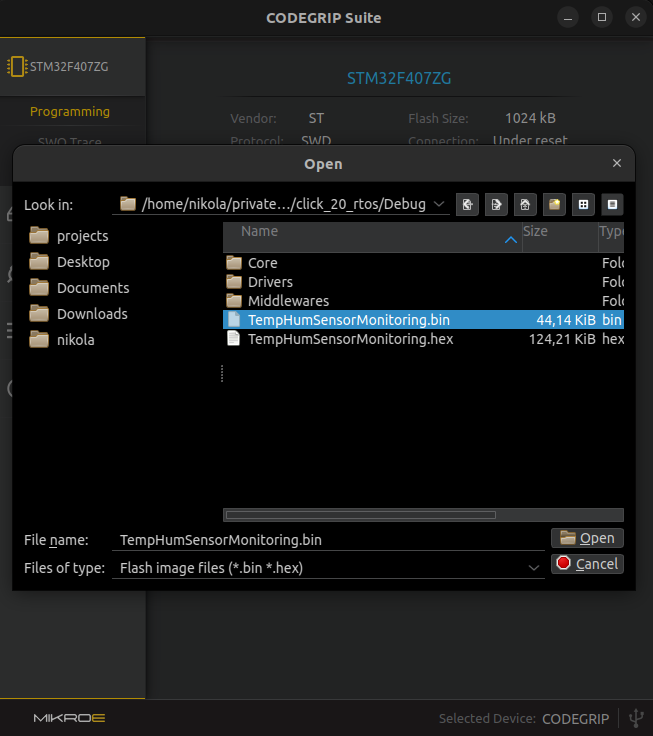 CODEGRIP Suite
STM32F407ZG
STM32F407ZG
Programming
Vendor: ST Flash Size: 1024 kB
SWO Trace
Protocol: SWD Connection: Under reset
Open
Look in: /home/nikola/private…/click_20_rtos/Debug
projects
Desktop
Documents
Downloads
nikola
Name Size Type
Core Fold
Drivers Fold
Middlewares Fold
TempHumSensorMonitoring.bin 44,14 KiB bin
TempHumSensorMonitoring.hex 124,21 KiB hex
File name: TempHumSensorMonitoring.bin Open
Files of type: Flash image files (*.bin *.hex) Cancel
MIKROE Selected Device: CODEGRIP